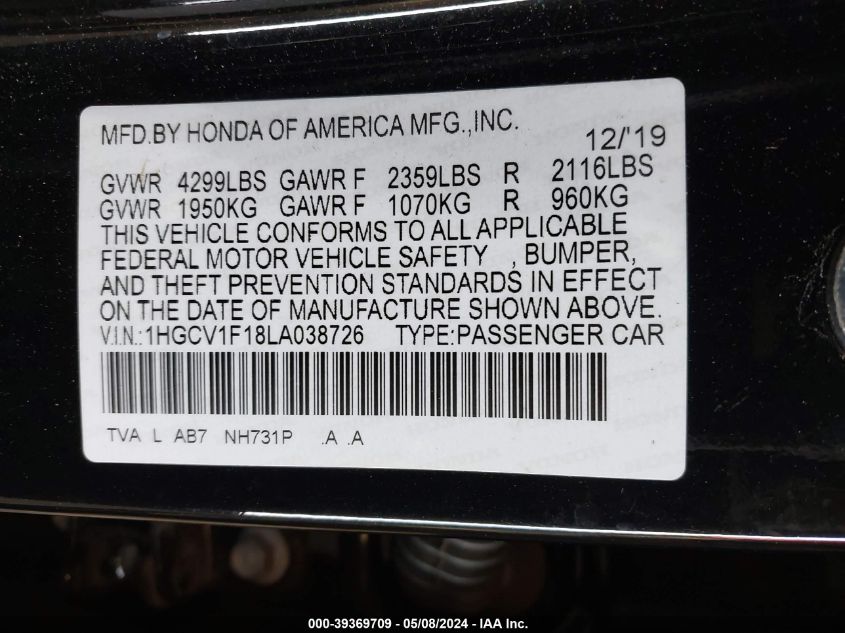 MFD.BY HONDA OF AMERICA MFG.,INC. 12/'19
GVWR 4299LBS GAWR F 2359LBS R 2116LBS
GVWR 1950KG GAWR F 1070KG R 960KG
THIS VEHICLE CONFORMS TO ALL APPLICABLE
FEDERAL MOTOR VEHICLE SAFETY , BUMPER,
AND THEFT PREVENTION STANDARDS IN EFFECT
ON THE DATE OF MANUFACTURE SHOWN ABOVE.
V.I.N.:1HGCV1F18LA038726 TYPE:PASSENGER CAR
TVA L AB7 NH731P .A .A
000-39369709 - 05/08/2024 - IAA Inc.